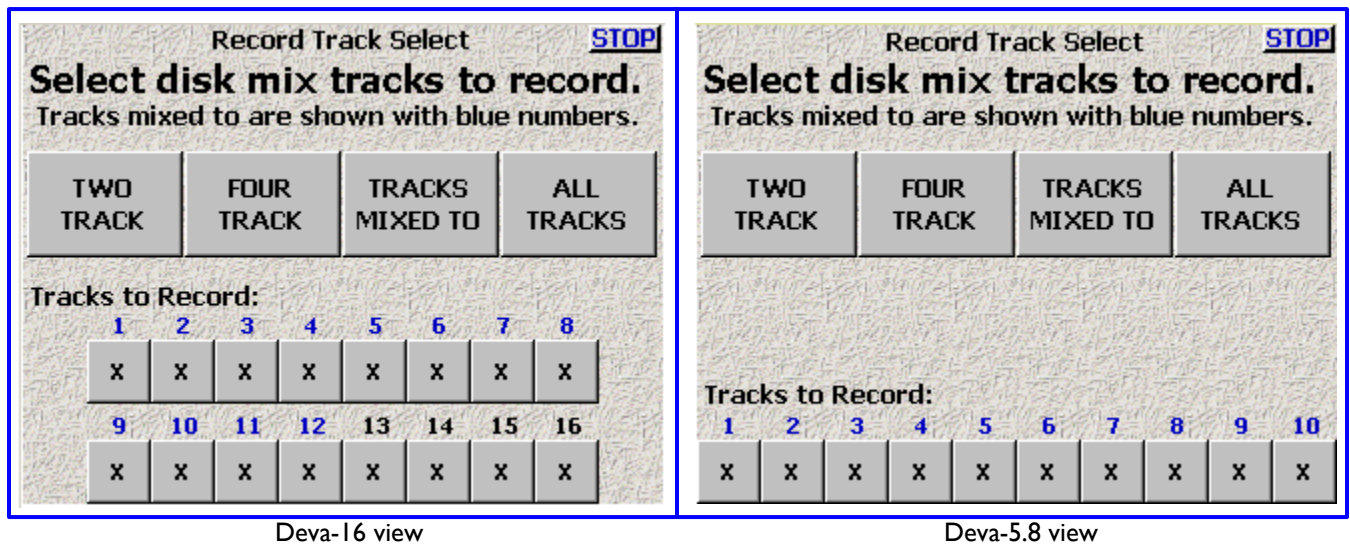 Record Track Select STOP
Select disk mix tracks to record.
Tracks mixed to are shown with blue numbers.
TWO TRACK FOUR TRACK TRACKS MIXED TO ALL TRACKS
Tracks to Record:
1 2 3 4 5 6 7 8
x x x x x x x x
9 10 11 12 13 14 15 16
x x x x x x x x
Deva-16 view
Record Track Select STOP
Select disk mix tracks to record.
Tracks mixed to are shown with blue numbers.
TWO TRACK FOUR TRACK TRACKS MIXED TO ALL TRACKS
Tracks to Record:
1 2 3 4 5 6 7 8 9 10
x x x x x x x x x x
Deva-5.8 view